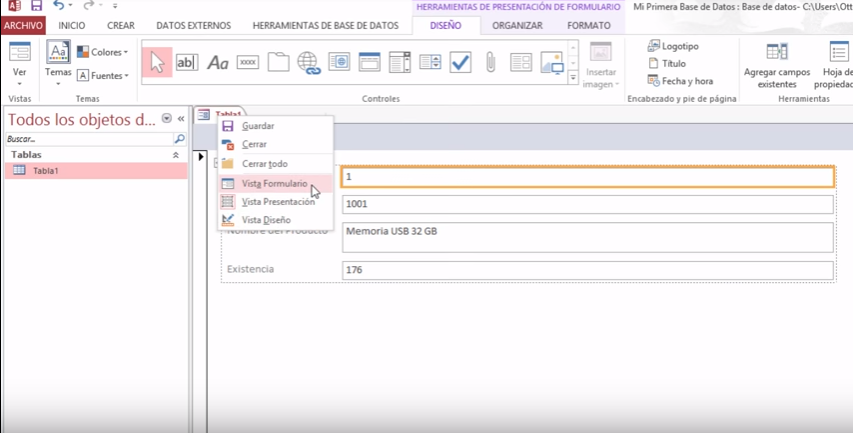 HERRAMIENTAS DE PRESENTACIÓN DE FORMULARIO
Mi Primera Base de Datos : Base de datos- C:\Users\Ott
ARCHIVO INICIO CREAR DATOS EXTERNOS HERRAMIENTAS DE BASE DE DATOS DISEÑO ORGANIZAR FORMATO
Ver
Vistas
Aa
Temas
Colores
A Fuentes
Temas
ab|
Aa
xxxx
Controles
Insertar
imagen
Logotipo
Título
Fecha y hora
Encabezado y pie de página
Agregar campos
existentes
Hoja de
propiedad
Herramientas
Todos los objetos d...
Buscar...
Tablas
Tabla1
Tabla1
Guardar
Cerrar
Cerrar todo
Vista Formulario
Vista Presentación
Vista Diseño
1
1001
Nombre del Producto Memoria USB 32 GB
Existencia 176